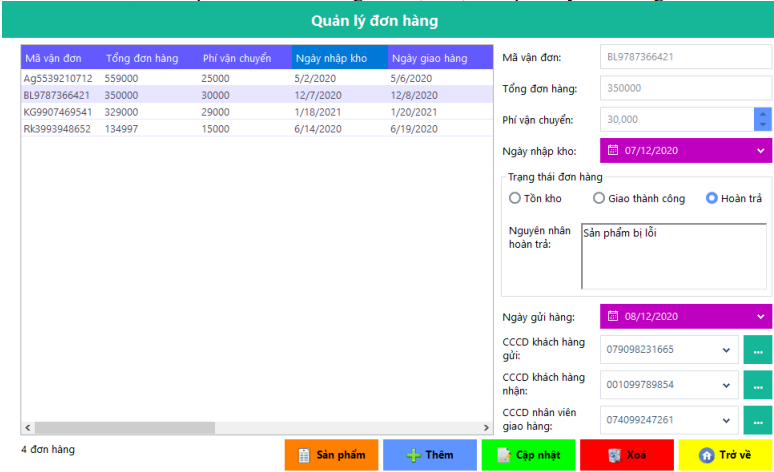 Quản lý đơn hàng
Mã vận đơn Tổng đơn hàng Phí vận chuyển Ngày nhập kho Ngày giao hàng
Ag5539210712 559000 25000 5/2/2020 5/6/2020
BL9787366421 350000 30000 12/7/2020 12/8/2020
KG9907469541 329000 29000 1/18/2021 1/20/2021
Rk3993948652 134997 15000 6/14/2020 6/19/2020
4 đơn hàng
Mã vận đơn: BL9787366421
Tổng đơn hàng: 350000
Phí vận chuyển: 30,000
Ngày nhập kho: 07/12/2020
Trạng thái đơn hàng
Tồn kho Giao thành công Hoàn trả
Nguyên nhân
hoàn trả:
Sản phẩm bị lỗi
Ngày gửi hàng: 08/12/2020
CCCD khách hàng
gửi:
079098231665 ...
CCCD khách hàng
nhận:
001099789854 ...
CCCD nhân viên
giao hàng:
074099247261 ...
Sản phẩm Thêm Cập nhật Xoá Trở về